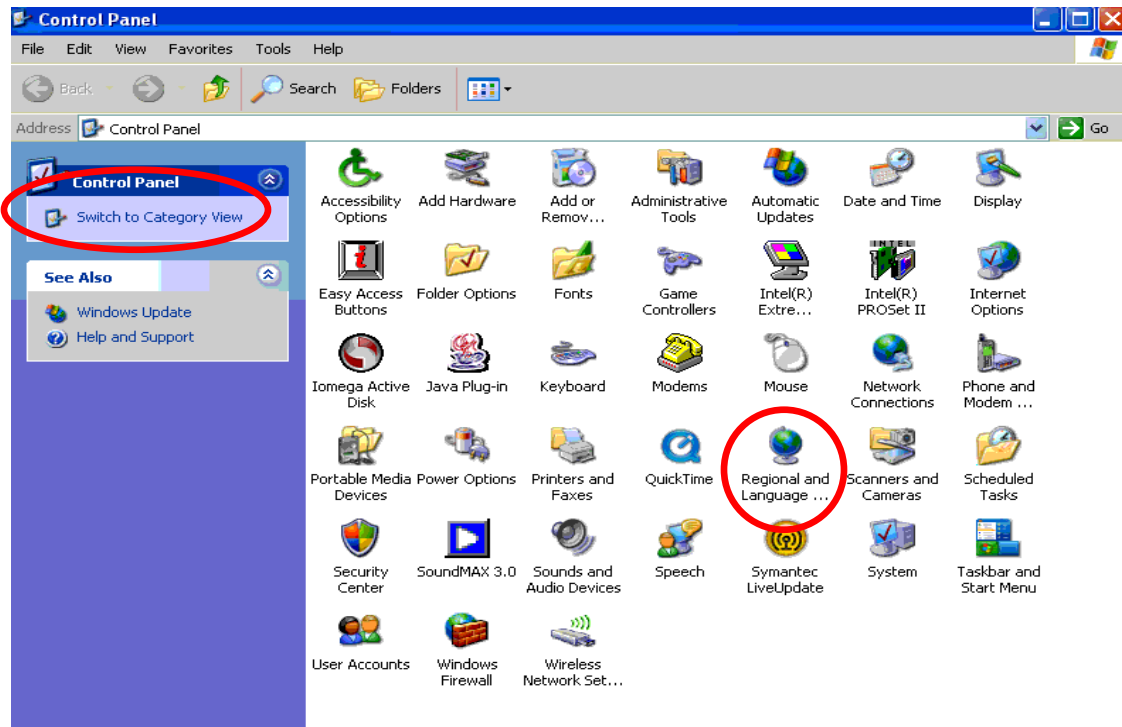 Control Panel
File Edit View Favorites Tools Help
Back Search Folders
Address Control Panel Go
Control Panel
Switch to Category View
See Also
Windows Update
Help and Support
Accessibility Options
Add Hardware
Add or Remov...
Administrative Tools
Automatic Updates
Date and Time
Display
Easy Access Buttons
Folder Options
Fonts
Game Controllers
Intel(R) Extre...
INTEL
Intel(R) PROSet II
Internet Options
Iomega Active Disk
Java Plug-in
Keyboard
Modems
Mouse
Network Connections
Phone and Modem ...
Portable Media Devices
Power Options
Printers and Faxes
QuickTime
Regional and Language ...
Scanners and Cameras
Scheduled Tasks
Security Center
SoundMAX 3.0
Sounds and Audio Devices
Speech
Symantec LiveUpdate
System
Taskbar and Start Menu
User Accounts
Windows Firewall
Wireless Network Set...